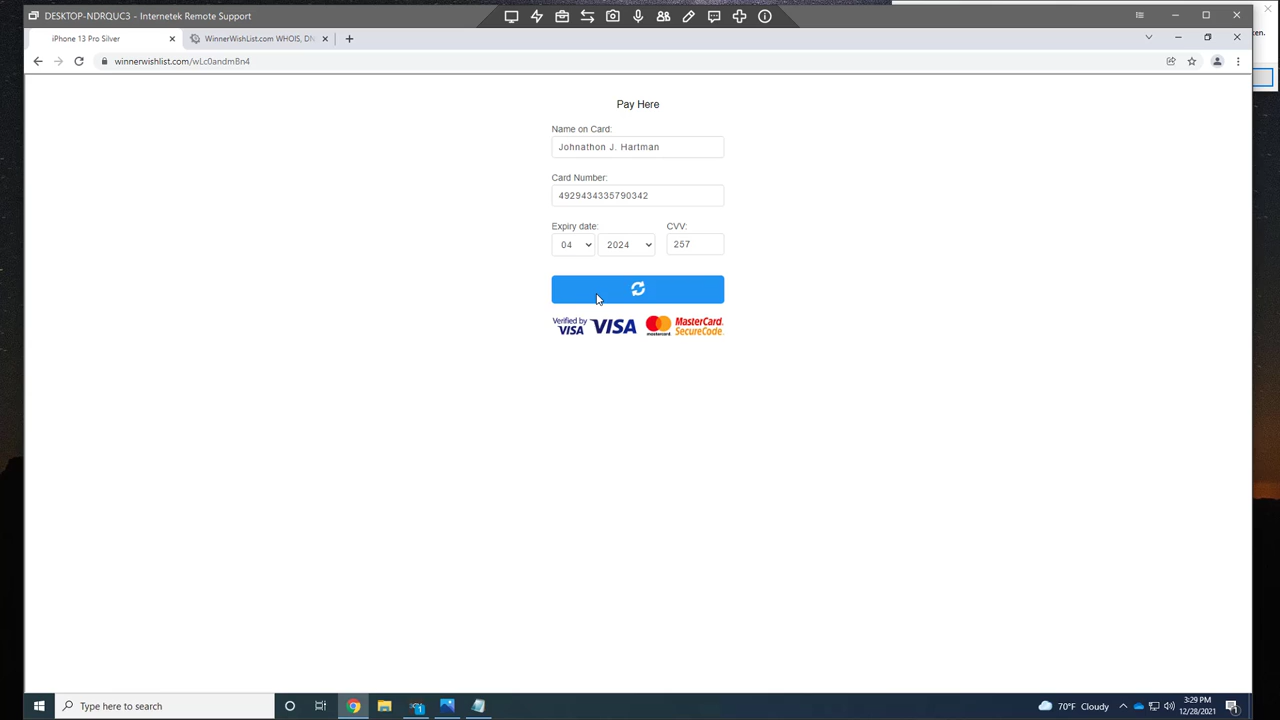 DESKTOP-NDRQUC3 - Internetek Remote Support
iPhone 13 Pro Silver
WinnerWishList.com WHOIS, DN
winnerwishlist.com/wLc0andmBn4
ten.
Pay Here
Name on Card:
Johnathon J. Hartman
Card Number:
4929434335790342
Expiry date:
CVV:
04
2024
257
Verified by
VISA
VISA
mastercard
MasterCard.
SecureCode.
Type here to search
70°F Cloudy
3:29 PM
12/28/2021